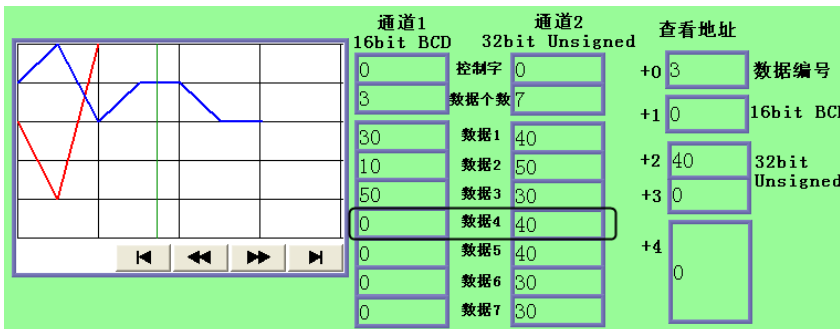 通道1 通道2 查看地址
16bit BCD 32bit Unsigned
0 控制字 0 +0 3 数据编号
3 数据个数 7 +1 0 16bit BCD
30 数据1 40
10 数据2 50 +2 40 32bit
50 数据3 30 +3 0 Unsigned
0 数据4 40
0 数据5 40 +4 0
0 数据6 30
0 数据7 30